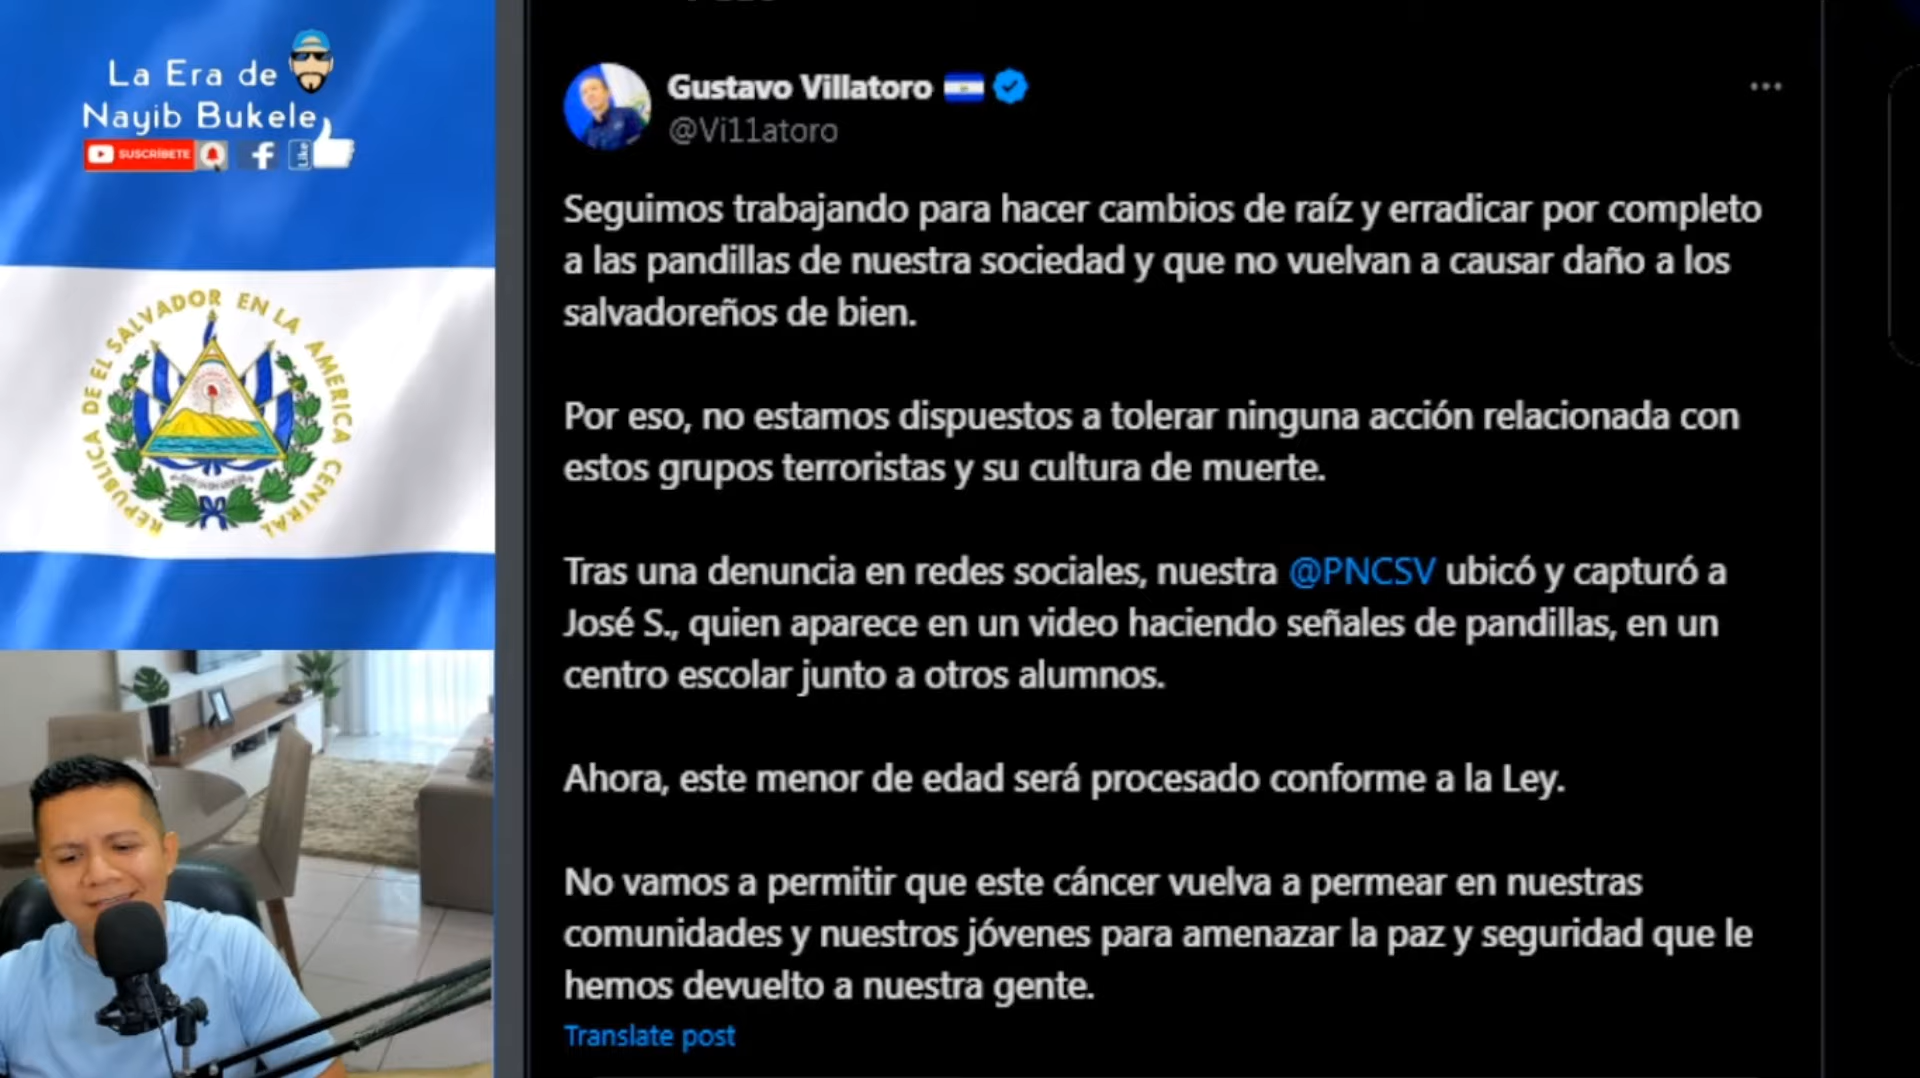 La Era de
Nayib Bukele
SUSCRÍBETE
Like
REPUBLICA DE EL SALVADOR EN LA AMERICA CENTRAL
Gustavo Villatoro
@Vi11atoro
Seguimos trabajando para hacer cambios de raíz y erradicar por completo
a las pandillas de nuestra sociedad y que no vuelvan a causar daño a los
salvadoreños de bien.
Por eso, no estamos dispuestos a tolerar ninguna acción relacionada con
estos grupos terroristas y su cultura de muerte.
Tras una denuncia en redes sociales, nuestra @PNCSV ubicó y capturó a
José S., quien aparece en un video haciendo señales de pandillas, en un
centro escolar junto a otros alumnos.
Ahora, este menor de edad será procesado conforme a la Ley.
No vamos a permitir que este cáncer vuelva a permear en nuestras
comunidades y nuestros jóvenes para amenazar la paz y seguridad que le
hemos devuelto a nuestra gente.
Translate post